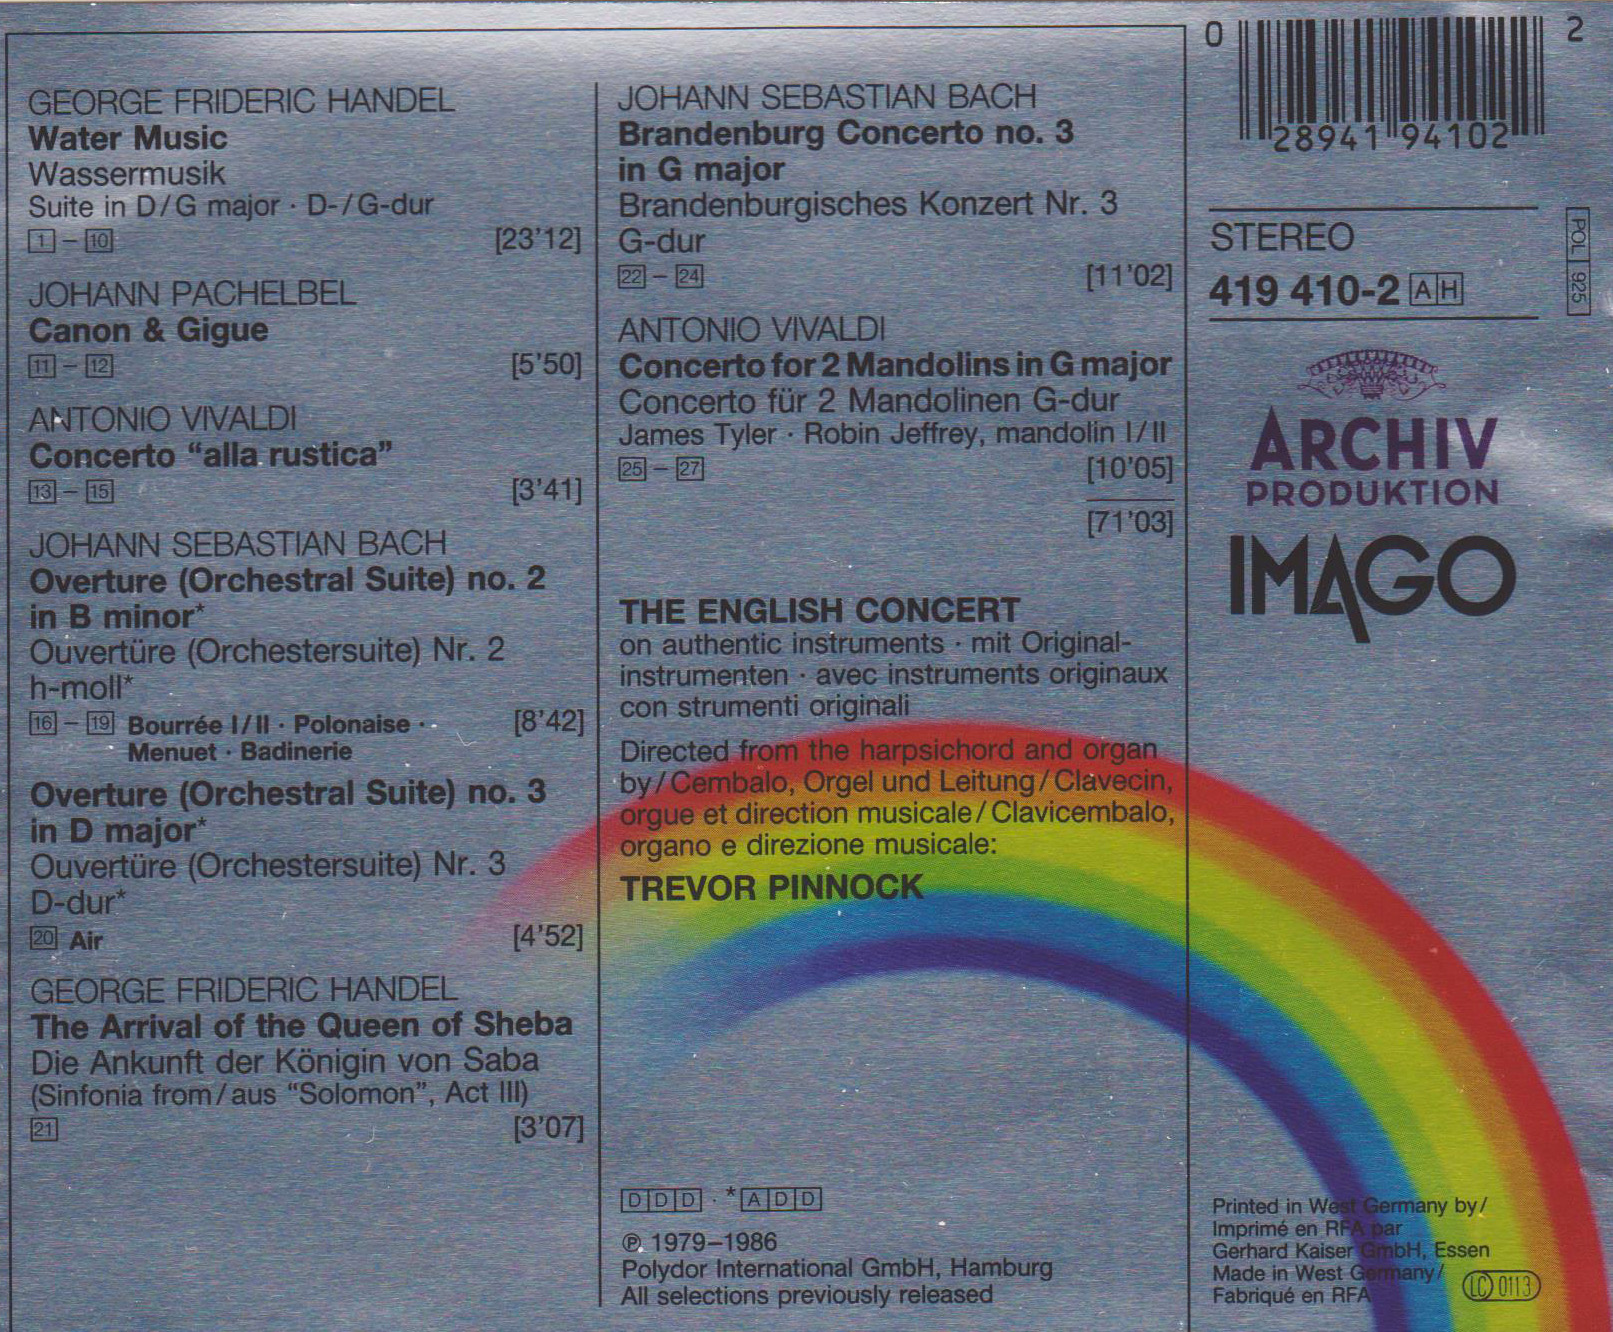 GEORGE FRIDERIC HANDEL
Water Music
Wassermusik
Suite in D/G major · D-/G-dur
1 – 10 [23'12]
JOHANN PACHELBEL
Canon & Gigue
11 – 12 [5'50]
ANTONIO VIVALDI
Concerto “alla rustica”
13 – 15 [3'41]
JOHANN SEBASTIAN BACH
Overture (Orchestral Suite) no. 2
in B minor*
Ouvertüre (Orchestersuite) Nr. 2
h-moll*
16 – 19 Bourrée I/II · Polonaise · [8'42]
Menuet · Badinerie
Overture (Orchestral Suite) no. 3
in D major*
Ouvertüre (Orchestersuite) Nr. 3
D-dur*
20 Air [4'52]
GEORGE FRIDERIC HANDEL
The Arrival of the Queen of Sheba
Die Ankunft der Königin von Saba
(Sinfonia from/aus “Solomon”, Act III)
21 [3'07]
JOHANN SEBASTIAN BACH
Brandenburg Concerto no. 3
in G major
Brandenburgisches Konzert Nr. 3
G-dur
22 – 24 [11'02]
ANTONIO VIVALDI
Concerto for 2 Mandolins in G major
Concerto für 2 Mandolinen G-dur
James Tyler · Robin Jeffrey, mandolin I/II
25 – 27 [10'05]
[71'03]
THE ENGLISH CONCERT
on authentic instruments · mit Original-
instrumenten · avec instruments originaux
con strumenti originali
Directed from the harpsichord and organ
by/Cembalo, Orgel und Leitung/Clavecin,
orgue et direction musicale/Clavicembalo,
organo e direzione musicale:
TREVOR PINNOCK
DDD · *ADD
℗ 1979–1986
Polydor International GmbH, Hamburg
All selections previously released
0 28941 94102 2
STEREO
419 410-2 AH
POL 925
ARCHIV
PRODUKTION
IMAGO
Printed in West Germany by/
Imprimé en RFA par
Gerhard Kaiser GmbH, Essen
Made in West Germany/
Fabriqué en RFA
LC 0113